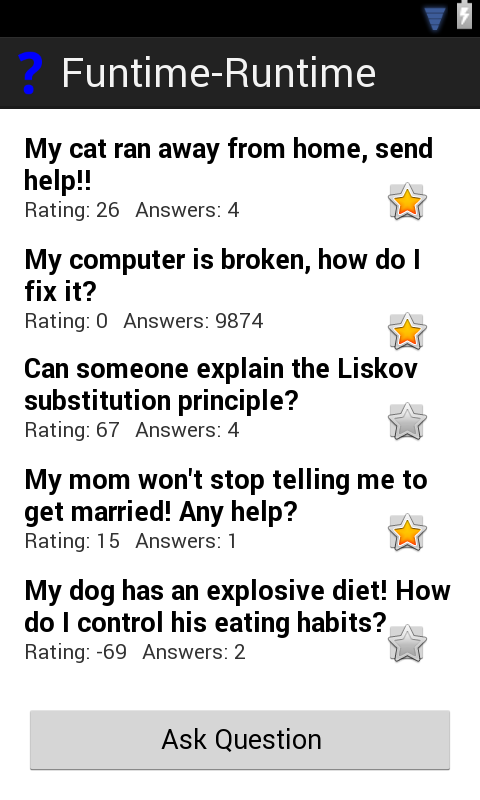 ? Funtime-Runtime
My cat ran away from home, send
help!!
Rating: 26 Answers: 4
My computer is broken, how do I
fix it?
Rating: 0 Answers: 9874
Can someone explain the Liskov
substitution principle?
Rating: 67 Answers: 4
My mom won't stop telling me to
get married! Any help?
Rating: 15 Answers: 1
My dog has an explosive diet! How
do I control his eating habits?
Rating: -69 Answers: 2
Ask Question